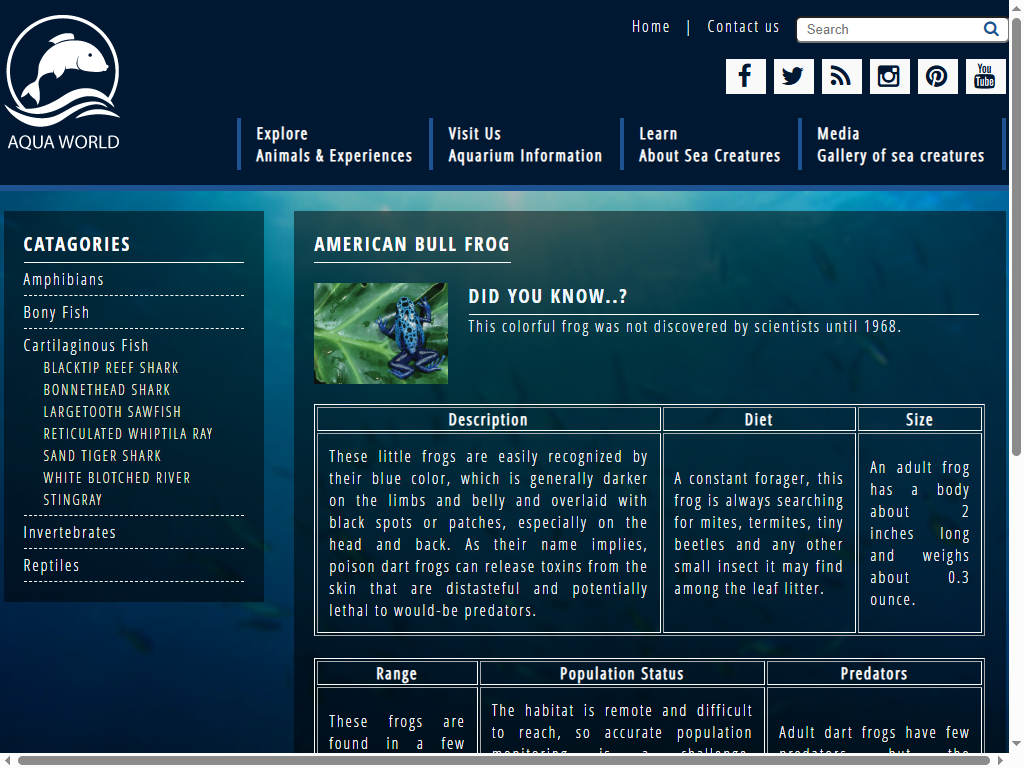 Home | Contact us
Search
You
Tube
AQUA WORLD
Explore
Animals & Experiences
Visit Us
Aquarium Information
Learn
About Sea Creatures
Media
Gallery of sea creatures
CATAGORIES
Amphibians
Bony Fish
Cartilaginous Fish
BLACKTIP REEF SHARK
BONNETHEAD SHARK
LARGETOOTH SAWFISH
RETICULATED WHIPTILA RAY
SAND TIGER SHARK
WHITE BLOTCHED RIVER
STINGRAY
Invertebrates
Reptiles
AMERICAN BULL FROG
DID YOU KNOW..?
This colorful frog was not discovered by scientists until 1968.
Description
These little frogs are easily recognized by
their blue color, which is generally darker
on the limbs and belly and overlaid with
black spots or patches, especially on the
head and back. As their name implies,
poison dart frogs can release toxins from the
skin that are distasteful and potentially
lethal to would-be predators.
Diet
A constant forager, this
frog is always searching
for mites, termites, tiny
beetles and any other
small insect it may find
among the leaf litter.
Size
An adult frog
has a body
about 2
inches long
and weighs
about 0.3
ounce.
Range
These frogs are
found in a few
Population Status
The habitat is remote and difficult
to reach, so accurate population
monitoring is a challenge.
Predators
Adult dart frogs have few
predators, but the